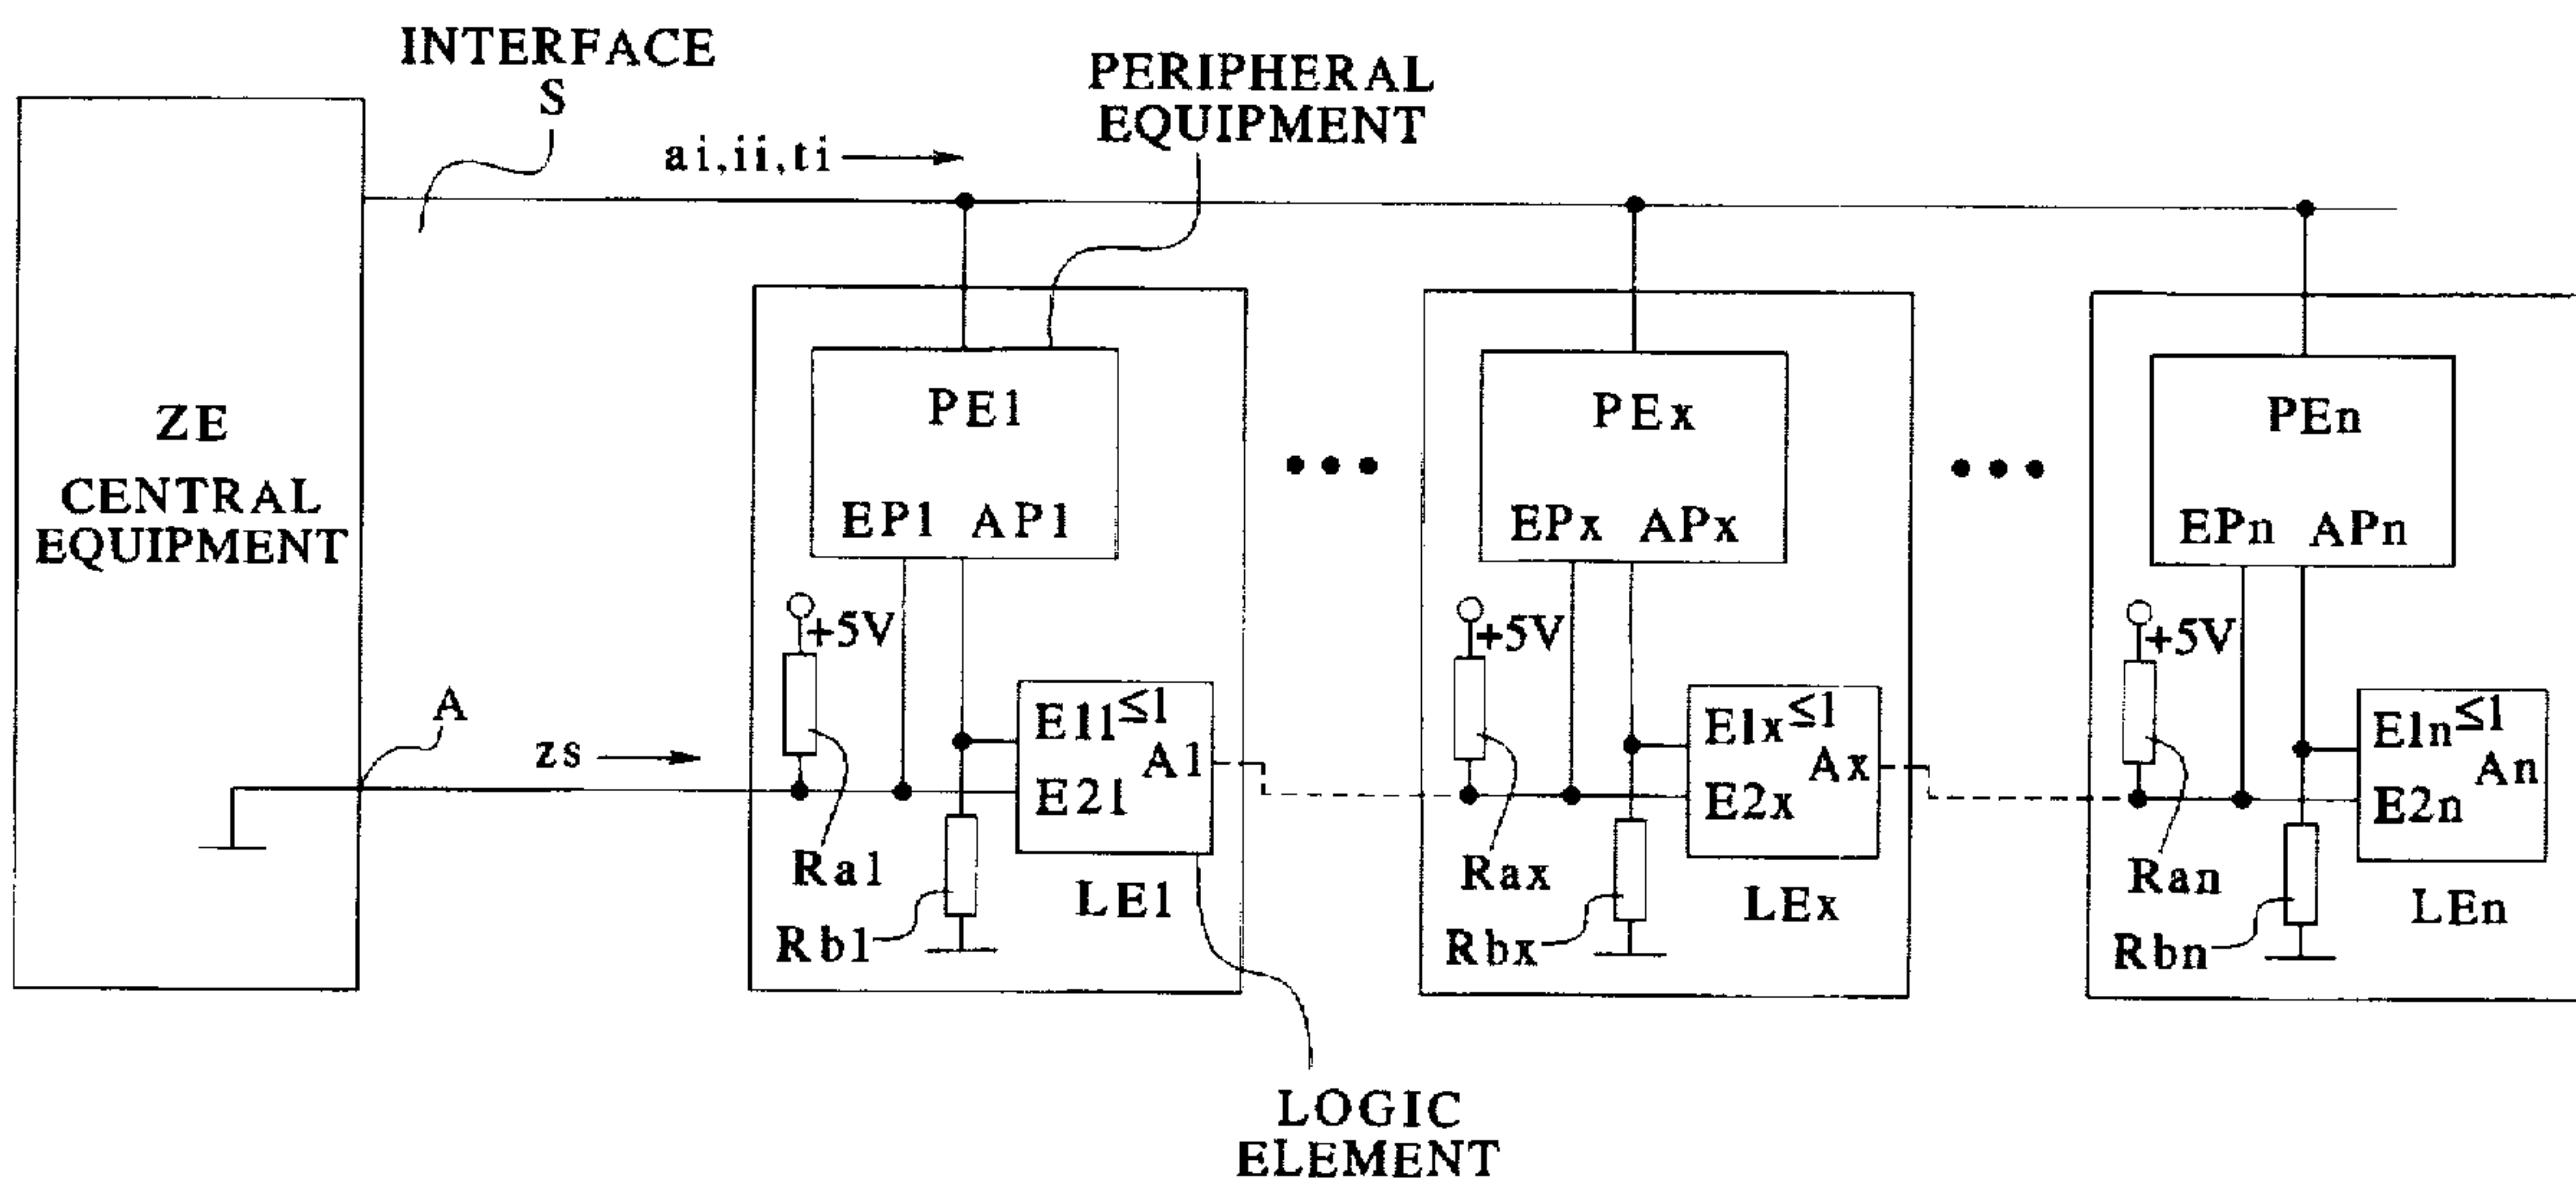 INTERFACE
S
PERIPHERAL
EQUIPMENT
ai,ii,ti
ZE
CENTRAL
EQUIPMENT
PE1
EP1 AP1
PEx
EPx APx
PEn
EPn APn
+5V
+5V
+5V
A
zs
E11 ≤1
A1
E21
E1x ≤1
Ax
E2x
E1n ≤1
An
E2n
Ra1
Rb1
LE1
Rax
Rbx
LEx
Ran
Rbn
LEn
LOGIC
ELEMENT